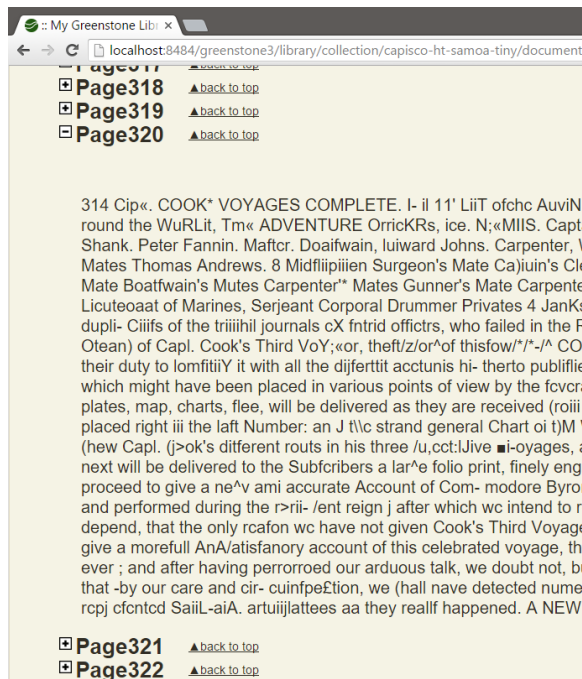 :: My Greenstone Libr
localhost:8484/greenstone3/library/collection/capisco-ht-samoa-tiny/document
Page317 ▲back to top
Page318 ▲back to top
Page319 ▲back to top
Page320 ▲back to top
314 Cip«. COOK* VOYAGES COMPLETE. I- il 11' LiiT ofchc AuviN
round the WuRLit, Tm« ADVENTURE OrricKRs, ice. N;«MIIS. Capt
Shank. Peter Fannin. Maftcr. Doaifwain, luiward Johns. Carpenter, W
Mates Thomas Andrews. 8 Midfliipiiien Surgeon's Mate Ca)iuin's Cle
Mate Boatfwain's Mutes Carpenter'* Mates Gunner's Mate Carpente
Licuteoaat of Marines, Serjeant Corporal Drummer Privates 4 JanKs
dupli- Ciiifs of the triiiihil journals cX fntrid offictrs, who failed in the F
Otean) of Capl. Cook's Third VoY;«or, theft/z/or^of thisfow/*/*-/^ CO
their duty to lomfitiiY it with all the dijferttit acctunis hi- therto publiflie
which might have been placed in various points of view by the fcvcra
plates, map, charts, flee, will be delivered as they are received (roiii
placed right iii the laft Number: an J t\\c strand general Chart oi t)M W
(hew Capl. (j>ok's ditferent routs in his three /u,cct:lJive ■i-oyages, a
next will be delivered to the Subfcribers a lar^e folio print, finely eng
proceed to give a ne^v ami accurate Account of Com- modore Byron
and performed during the r>rii- /ent reign j after which wc intend to r
depend, that the only rcafon wc have not given Cook's Third Voyage
give a morefull AnA/atisfanory account of this celebrated voyage, th
ever ; and after having perrorroed our arduous talk, we doubt not, bu
that -by our care and cir- cuinfpe£tion, we (hall nave detected nume
rcpj cfcntcd SaiiL-aiA. artuiijlattees aa they reallf happened. A NEW
Page321 ▲back to top
Page322 ▲back to top